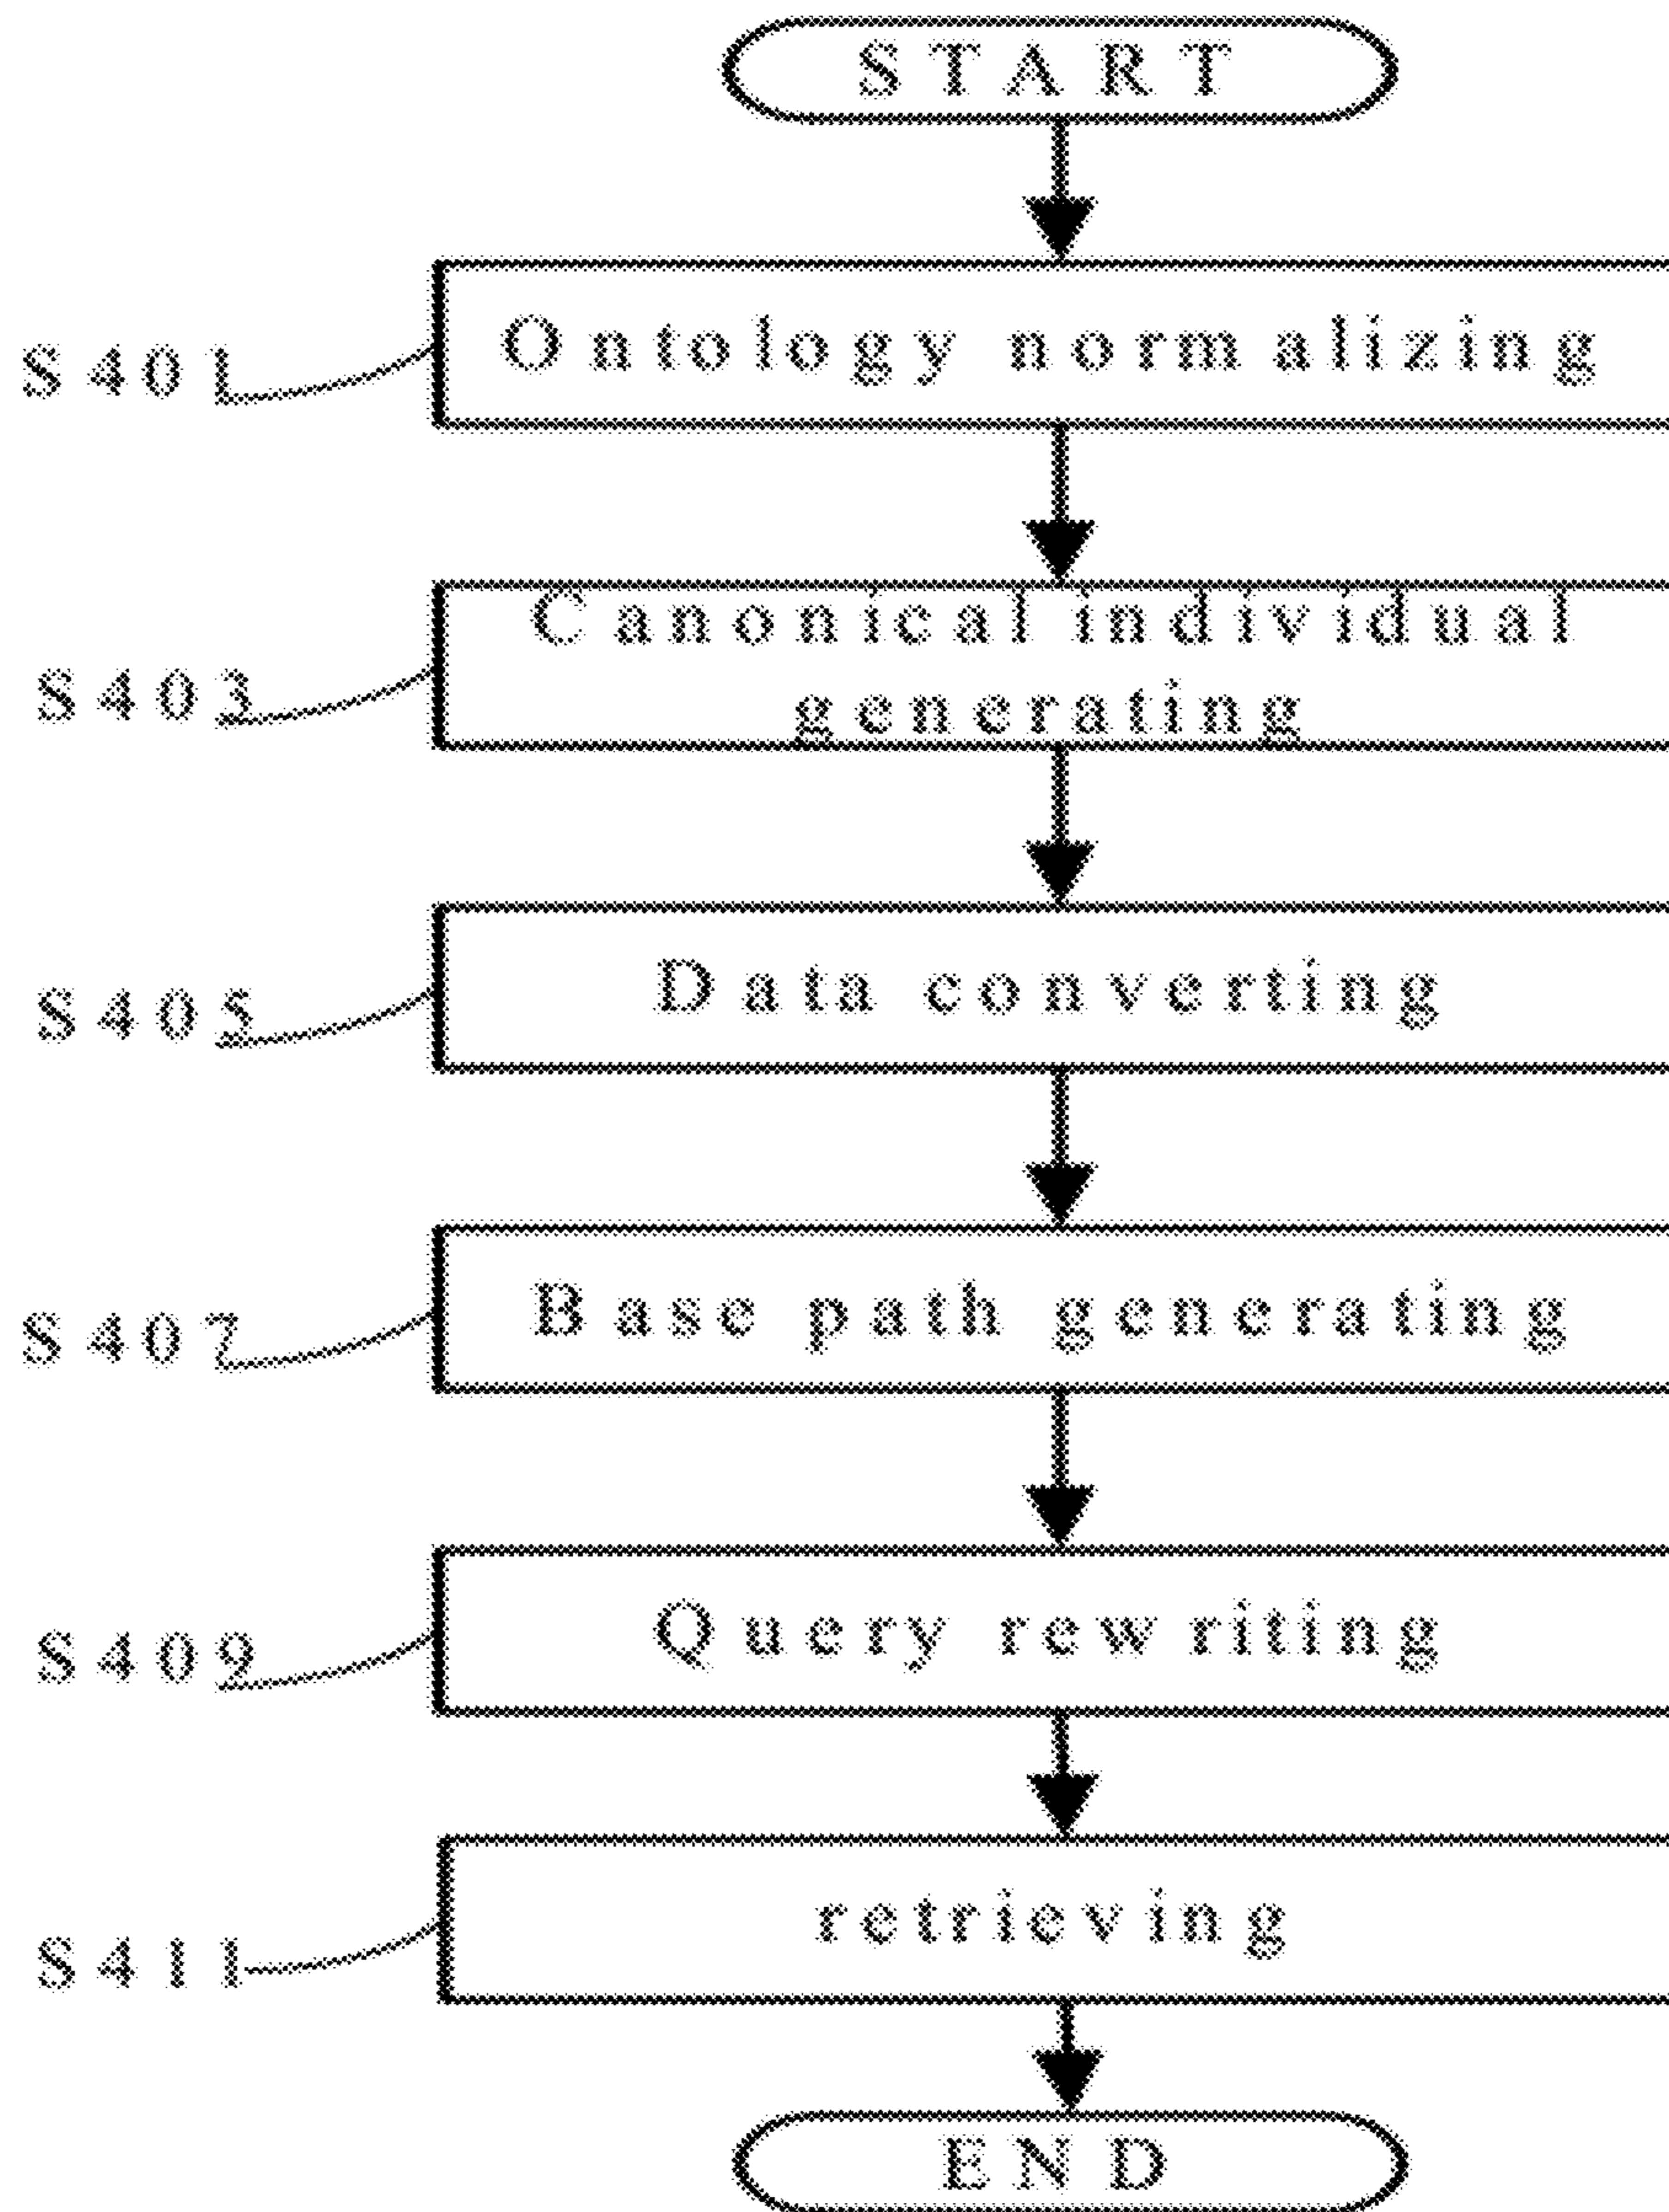 START
S401
Ontology normalizing
S403
Canonical individual
generating
S405
Data converting
S407
Base path generating
S409
Query rewriting
S411
retrieving
END